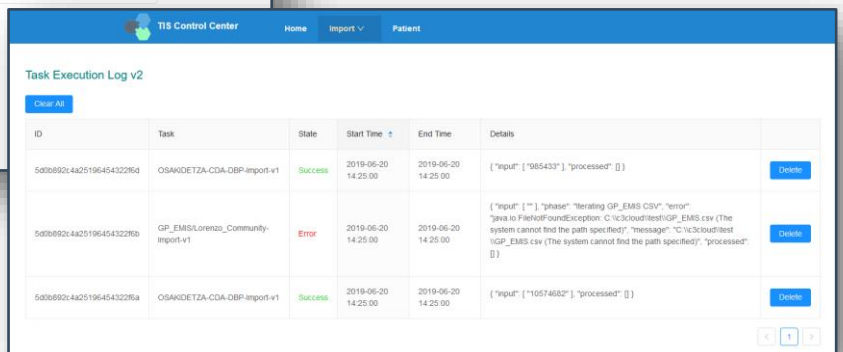 TIS Control Center Home Import Patient
Task Execution Log v2
Clear All
ID Task State Start Time End Time Details
5d0b892c4a25196454322f6d OSAKIDETZA-CDA-DBP-Import-v1 Success 2019-06-20 14:25:00 2019-06-20 14:25:00 { "input": [ "985433" ], "processed": [] } Delete
5d0b892c4a25196454322f6b GP_EMIS/Lorenzo_Community-Import-v1 Error 2019-06-20 14:25:00 2019-06-20 14:25:00 { "input": [ "" ], "phase": "Iterating GP_EMIS CSV", "error":
"java.io.FileNotFoundException: C:\\c3cloud\\test\\GP_EMIS.csv (The
system cannot find the path specified)", "message": "C:\\c3cloud\\test
\\GP_EMIS.csv (The system cannot find the path specified)", "processed":
[] } Delete
5d0b892c4a25196454322f6a OSAKIDETZA-CDA-DBP-Import-v1 Success 2019-06-20 14:25:00 2019-06-20 14:25:00 { "input": [ "10574682" ], "processed": [] } Delete
< 1 >